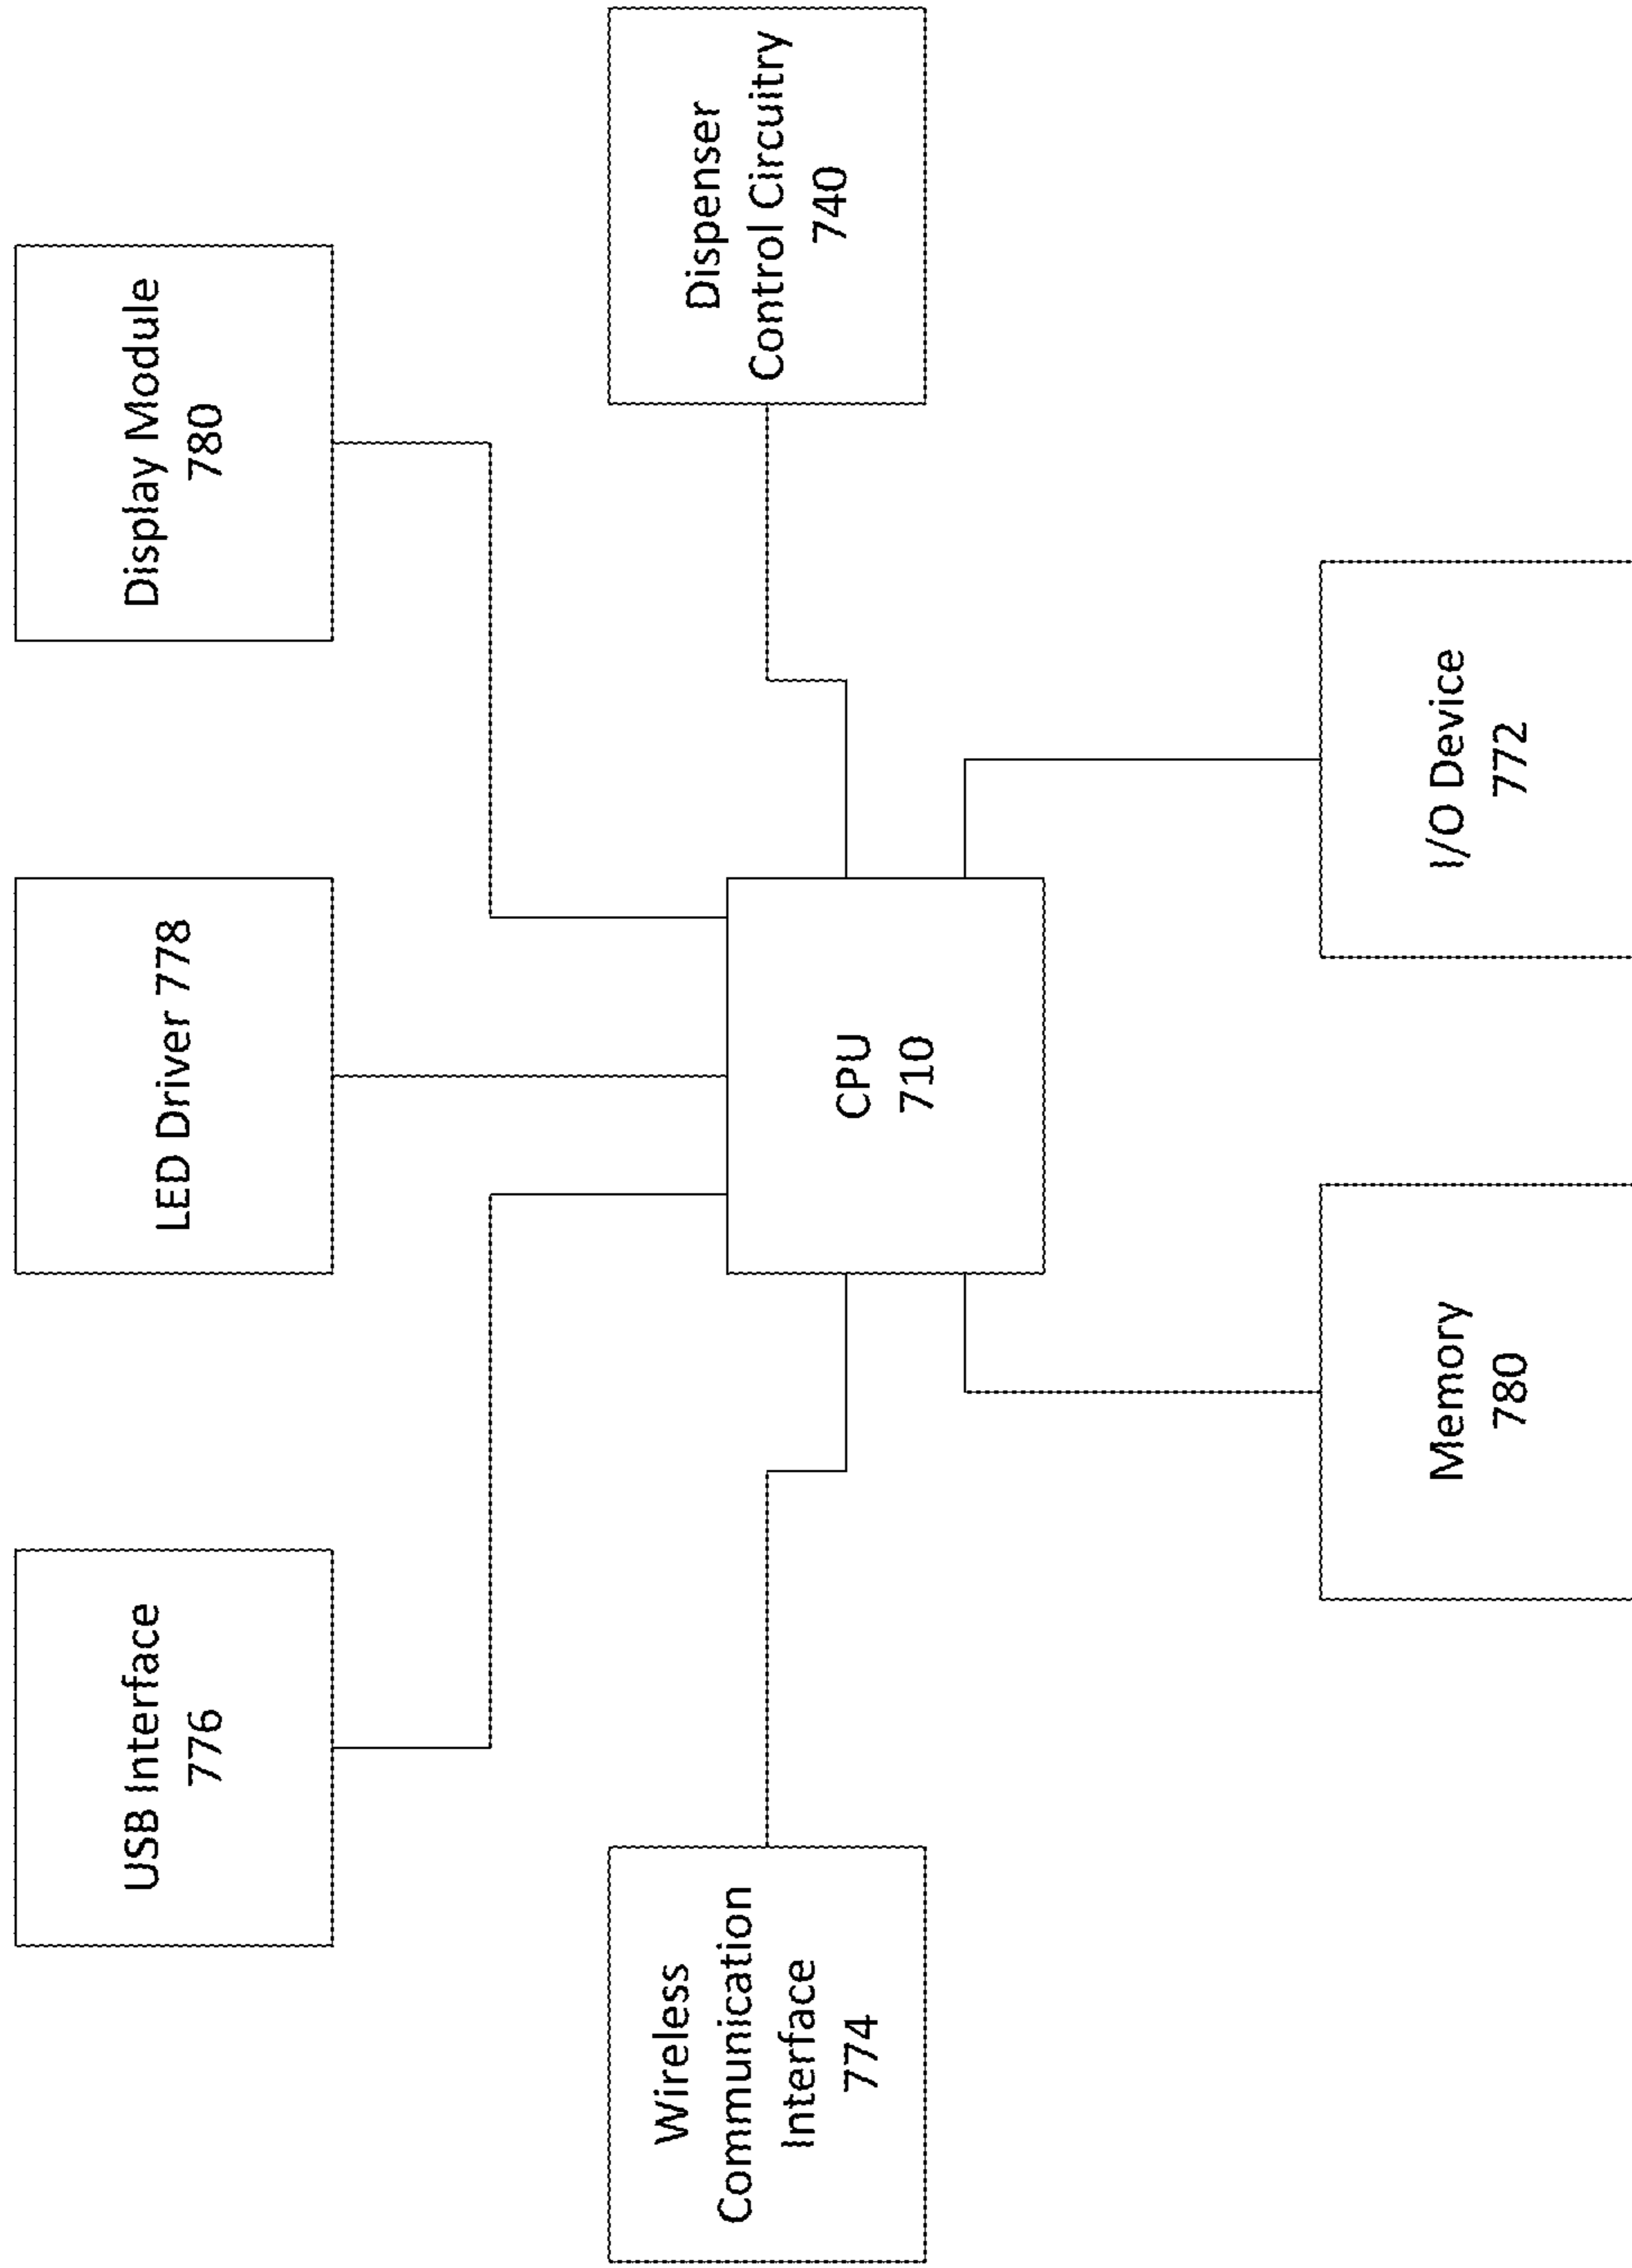 USB Interface
776
LED Driver 778
Display Module
780
Wireless
Communication
Interface
774
CPU
710
Dispenser
Control Circuitry
740
Memory
780
I/O Device
772